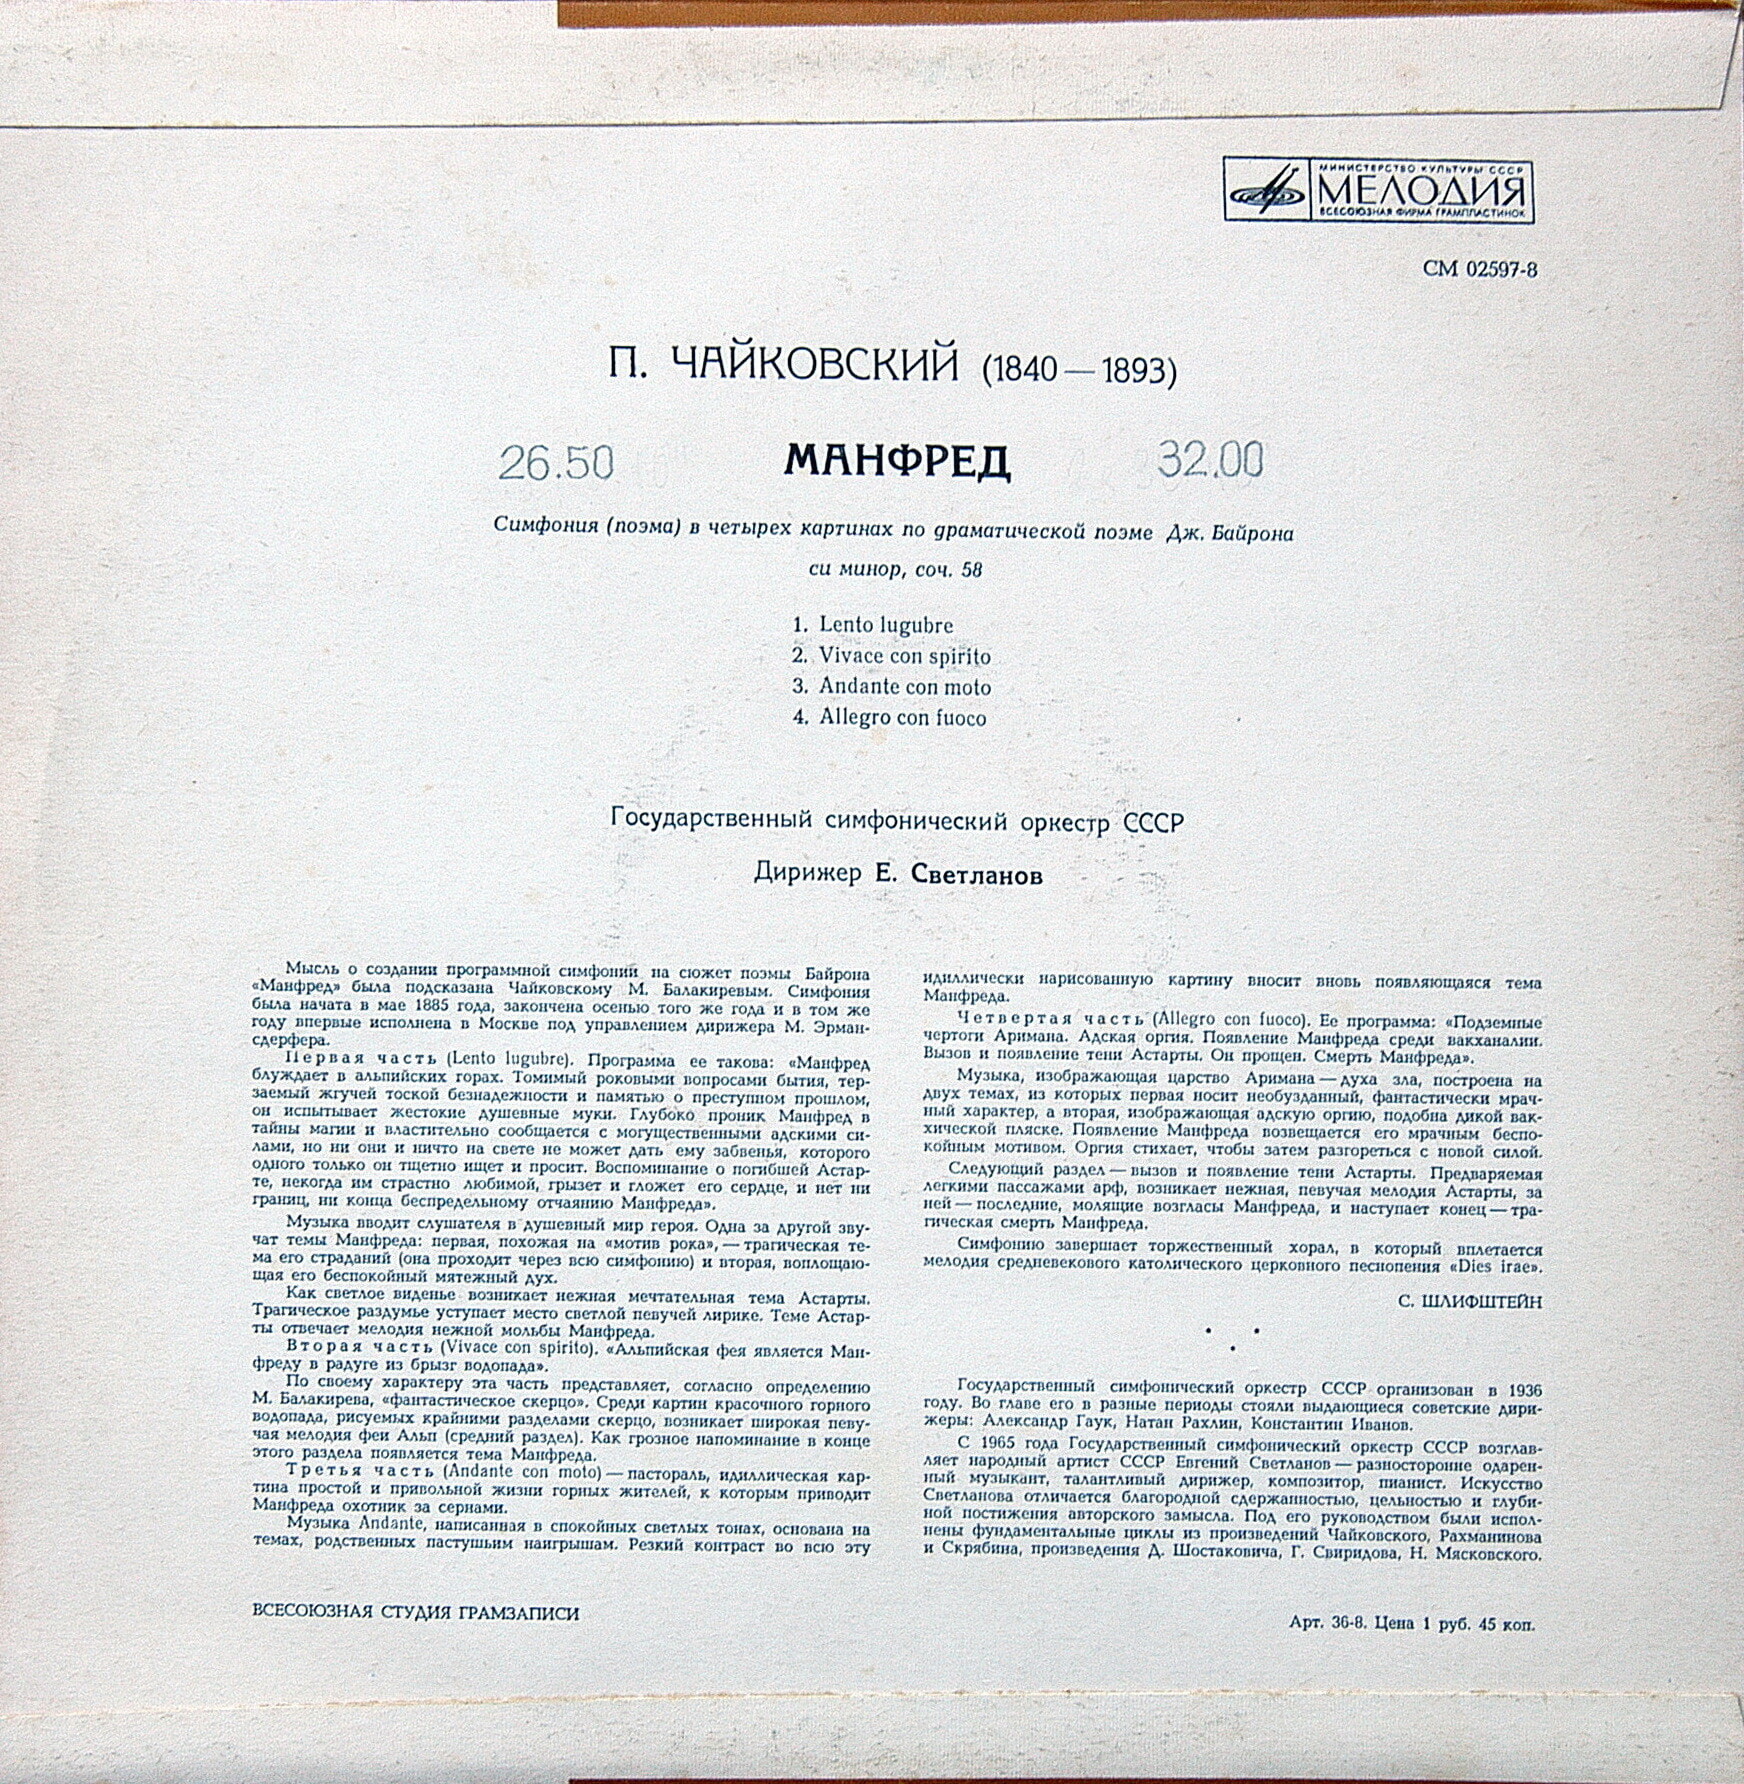 МИНИСТЕРСТВО КУЛЬТУРЫ СССР
МЕЛОДИЯ
ВСЕСОЮЗНАЯ ФИРМА ГРАМПЛАСТИНОК
СМ 02597-8
П. ЧАЙКОВСКИЙ (1840—1893)
26.50 МАНФРЕД 32.00
Симфония (поэма) в четырех картинах по драматической поэме Дж. Байрона
си минор, соч. 58
1. Lento lugubre
2. Vivace con spirito
3. Andante con moto
4. Allegro con fuoco
Государственный симфонический оркестр СССР
Дирижер Е. Светланов
Мысль о создании программной симфонии на сюжет поэмы Байрона
«Манфред» была подсказана Чайковскому М. Балакиревым. Симфония
была начата в мае 1885 года, закончена осенью того же года и в том же
году впервые исполнена в Москве под управлением дирижера М. Эрман-
сдерфера.
Первая часть (Lento lugubre). Программа ее такова: «Манфред
блуждает в альпийских горах. Томимый роковыми вопросами бытия, тер-
заемый жгучей тоской безнадежности и памятью о преступном прошлом,
он испытывает жестокие душевные муки. Глубоко проник Манфред в
тайны магии и властительно сообщается с могущественными адскими си-
лами, но ни они и ничто на свете не может дать ему забвенья, которого
одного только он тщетно ищет и просит. Воспоминание о погибшей Астар-
те, некогда им страстно любимой, грызет и гложет его сердце, и нет ни
границ, ни конца беспредельному отчаянию Манфреда».
Музыка вводит слушателя в душевный мир героя. Одна за другой зву-
чат темы Манфреда: первая, похожая на «мотив рока», — трагическая те-
ма его страданий (она проходит через всю симфонию) и вторая, воплощаю-
щая его беспокойный мятежный дух.
Как светлое виденье возникает нежная мечтательная тема Астарты.
Трагическое раздумье уступает место светлой певучей лирике. Теме Астар-
ты отвечает мелодия нежной мольбы Манфреда.
Вторая часть (Vivace con spirito). «Альпийская фея является Ман-
фреду в радуге из брызг водопада».
По своему характеру эта часть представляет, согласно определению
М. Балакирева, «фантастическое скерцо». Среди картин красочного горного
водопада, рисуемых крайними разделами скерцо, возникает широкая певу-
чая мелодия феи Альп (средний раздел). Как грозное напоминание в конце
этого раздела появляется тема Манфреда.
Третья часть (Andante con moto) — пастораль, идиллическая кар-
тина простой и привольной жизни горных жителей, к которым приводит
Манфреда охотник за сернами.
Музыка Andante, написанная в спокойных светлых тонах, основана на
темах, родственных пастушьим наигрышам. Резкий контраст во всю эту
идиллически нарисованную картину вносит вновь появляющаяся тема
Манфреда.
Четвертая часть (Allegro con fuoco). Ее программа: «Подземные
чертоги Аримана. Адская оргия. Появление Манфреда среди вакханалии.
Вызов и появление тени Астарты. Он прощен. Смерть Манфреда».
Музыка, изображающая царство Аримана — духа зла, построена на
двух темах, из которых первая носит необузданный, фантастически мрач-
ный характер, а вторая, изображающая адскую оргию, подобна дикой вак-
хической пляске. Появление Манфреда возвещается его мрачным беспо-
койным мотивом. Оргия стихает, чтобы затем разгореться с новой силой.
Следующий раздел — вызов и появление тени Астарты. Предваряемая
легкими пассажами арф, возникает нежная, певучая мелодия Астарты, за
ней — последние, молящие возгласы Манфреда, и наступает конец — тра-
гическая смерть Манфреда.
Симфонию завершает торжественный хорал, в который вплетается
мелодия средневекового католического церковного песнопения «Dies irae».
С. ШЛИФШТЕЙН
Государственный симфонический оркестр СССР организован в 1936
году. Во главе его в разные периоды стояли выдающиеся советские дири-
жеры: Александр Гаук, Натан Рахлин, Константин Иванов.
С 1965 года Государственный симфонический оркестр СССР возглав-
ляет народный артист СССР Евгений Светланов — разносторонне одарен-
ный музыкант, талантливый дирижер, композитор, пианист. Искусство
Светланова отличается благородной сдержанностью, цельностью и глуби-
ной постижения авторского замысла. Под его руководством были испол-
нены фундаментальные циклы из произведений Чайковского, Рахманинова
и Скрябина, произведения Д. Шостаковича, Г. Свиридова, Н. Мясковского.
ВСЕСОЮЗНАЯ СТУДИЯ ГРАМЗАПИСИ
Арт. 36-8. Цена 1 руб. 45 коп.